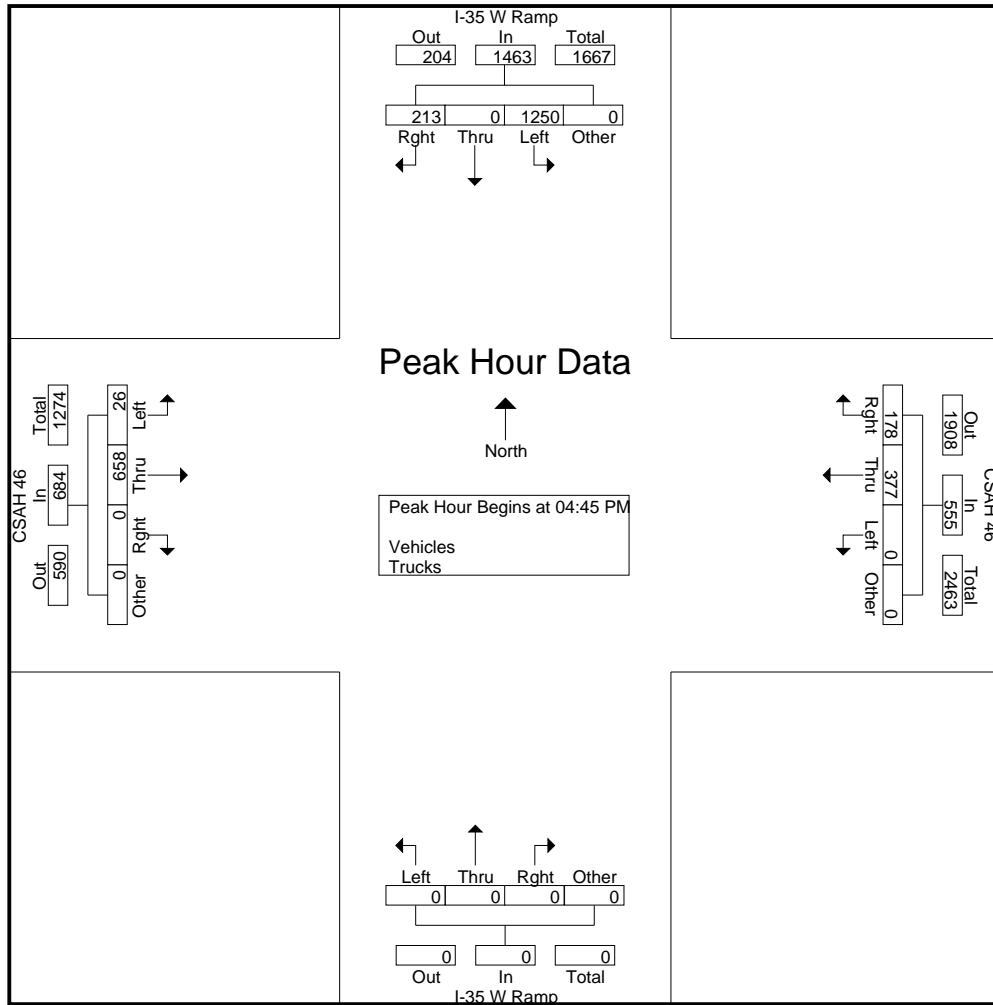 I-35 W Ramp
Out In Total
204 1463 1667
213 0 1250 0
Rght Thru Left Other
Peak Hour Data
North
Peak Hour Begins at 04:45 PM
Vehicles
Trucks
CSAH 46
Total In Out
1274 684 590
26 658 0 0
Left Thru Rght Other
CSAH 46
Out In Total
1908 555 2463
178 377 0 0
Rght Thru Left Other
Left Thru Rght Other
0 0 0 0
0 0 0
Out In Total
I-35 W Ramp